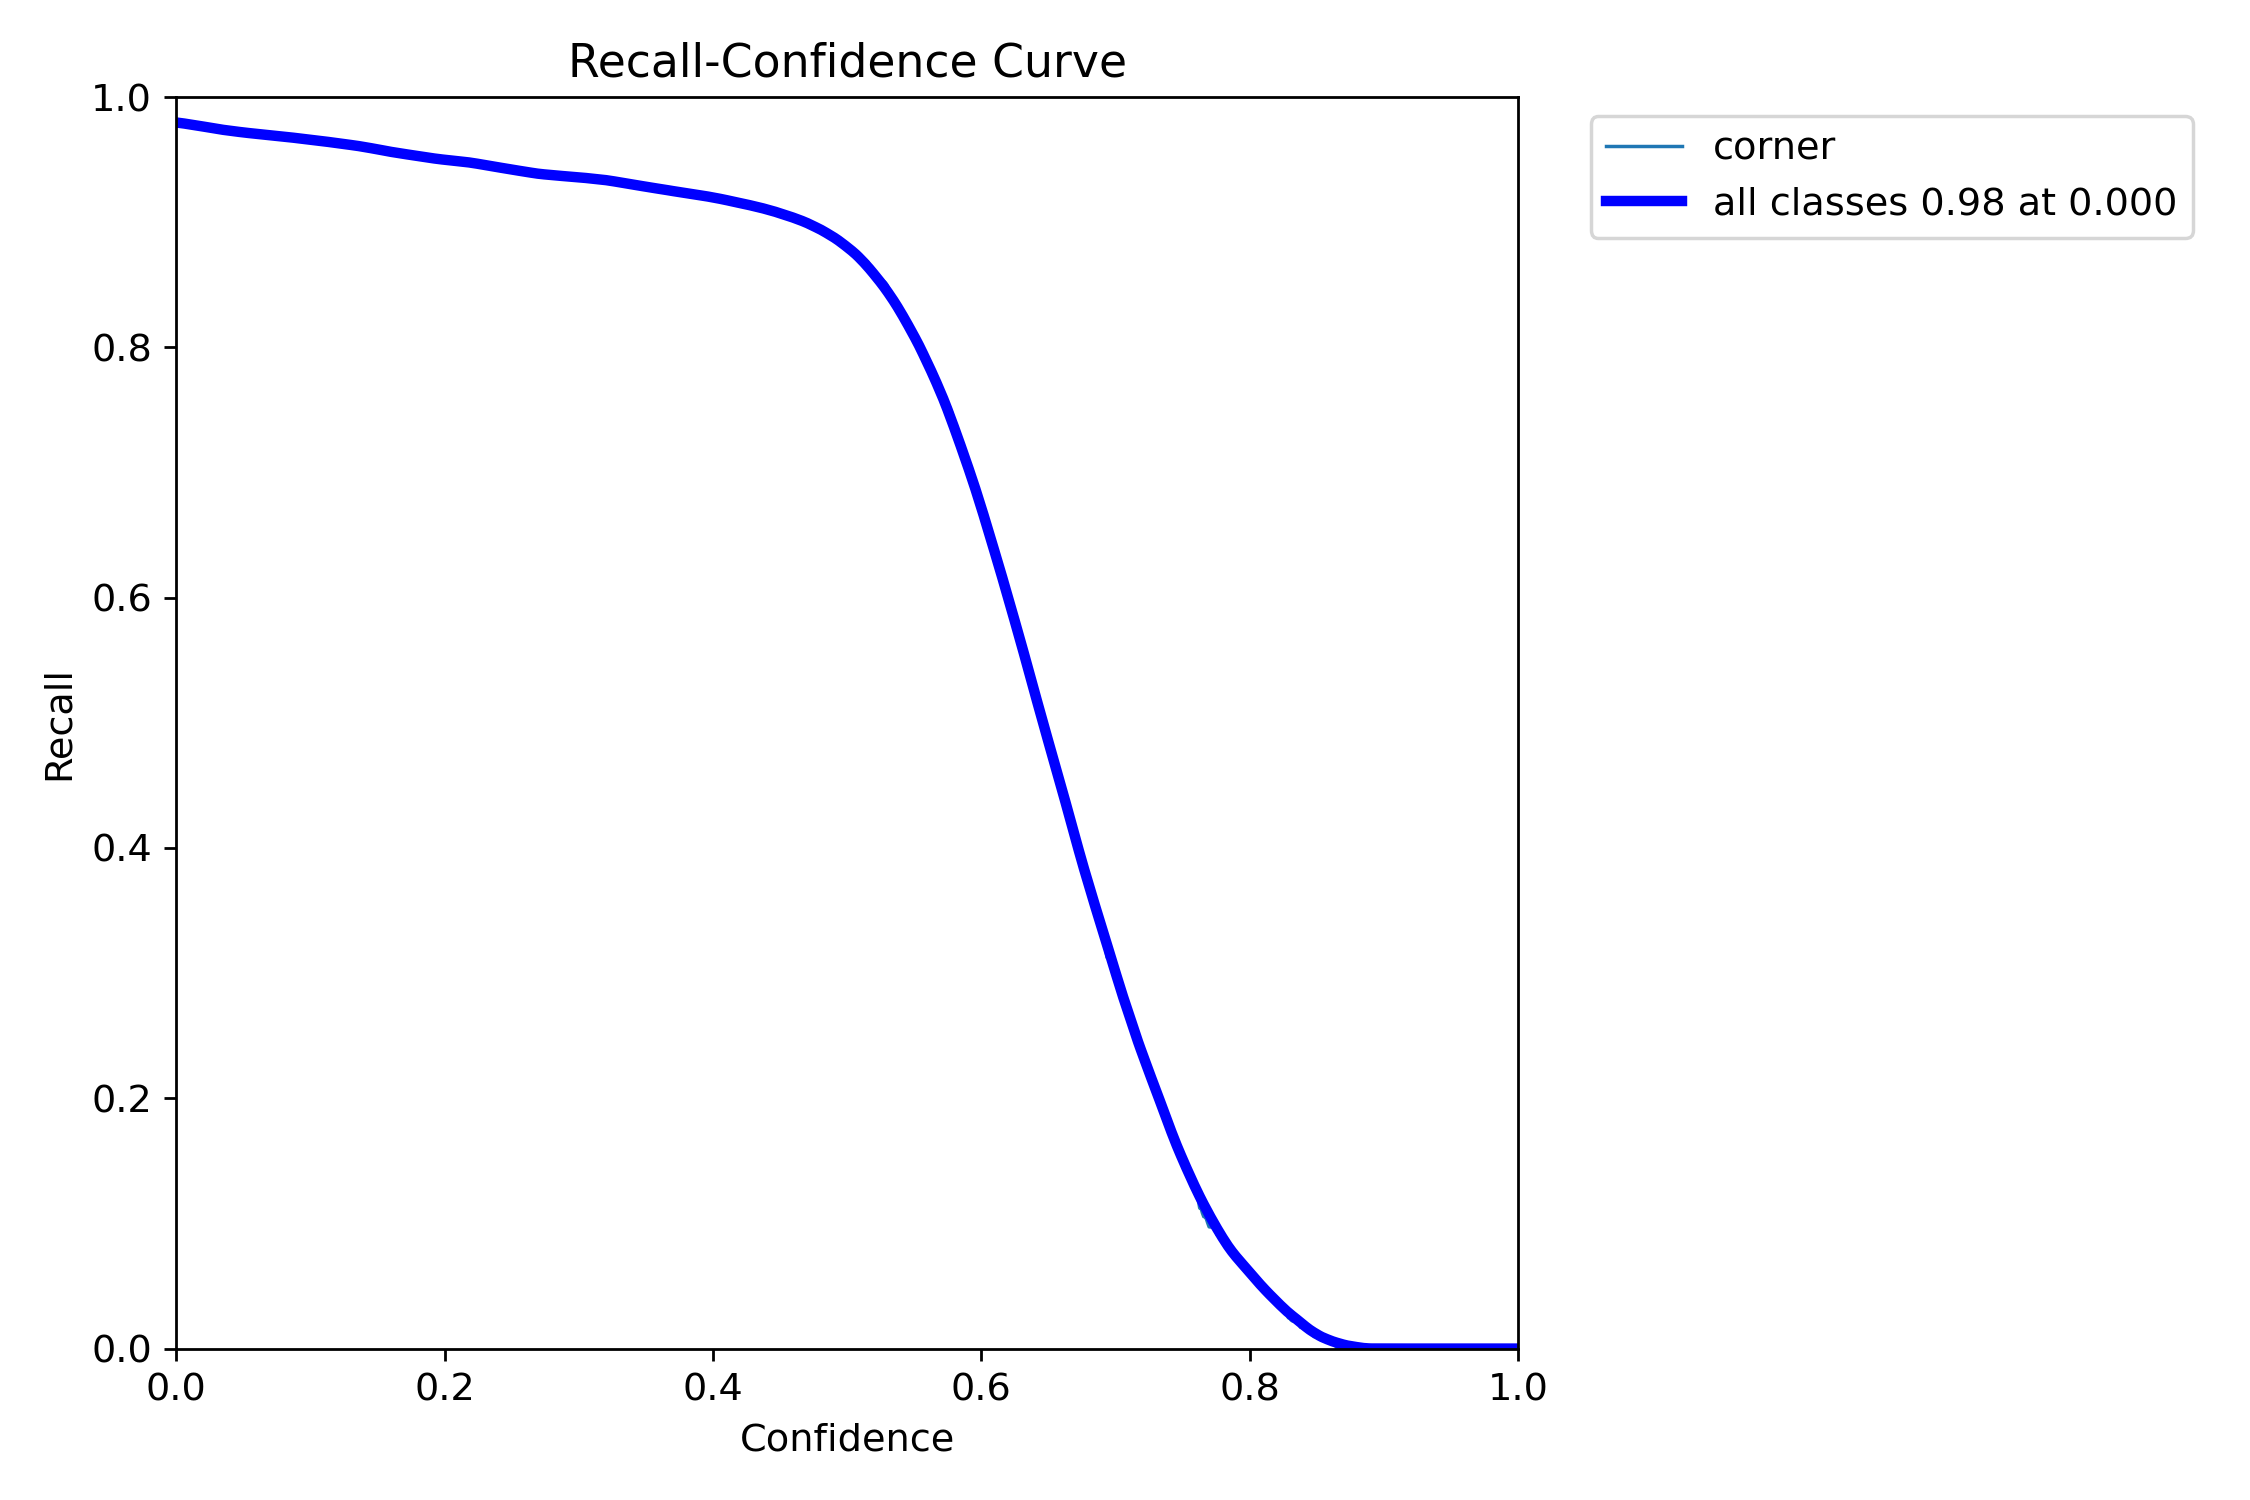 Recall-Confidence Curve
corner
all classes 0.98 at 0.000
1.0
0.8
0.6
0.4
0.2
0.0
Recall
0.0 0.2 0.4 0.6 0.8 1.0
Confidence